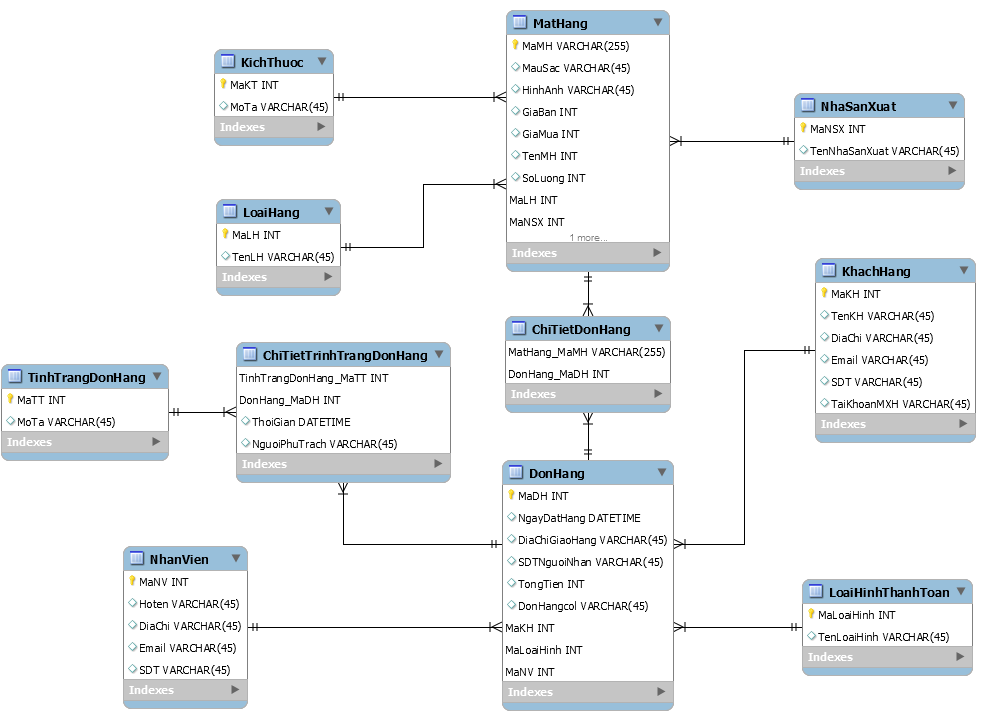 MatHang
MaMH VARCHAR(255)
MauSac VARCHAR(45)
HinhAnh VARCHAR(45)
GiaBan INT
GiaMua INT
TenMH INT
SoLuong INT
MaLH INT
MaNSX INT
1 more...
Indexes
KichThuoc
MaKT INT
MoTa VARCHAR(45)
Indexes
NhaSanXuat
MaNSX INT
TenNhaSanXuat VARCHAR(45)
Indexes
LoaiHang
MaLH INT
TenLH VARCHAR(45)
Indexes
KhachHang
MaKH INT
TenKH VARCHAR(45)
DiaChi VARCHAR(45)
Email VARCHAR(45)
SDT VARCHAR(45)
TaiKhoanMXH VARCHAR(45)
Indexes
ChiTietDonHang
MatHang_MaMH VARCHAR(255)
DonHang_MaDH INT
Indexes
ChiTietTrinhTrangDonHang
TinhTrangDonHang_MaTT INT
DonHang_MaDH INT
ThoiGian DATETIME
NguoiPhuTrach VARCHAR(45)
Indexes
TinhTrangDonHang
MaTT INT
MoTa VARCHAR(45)
Indexes
DonHang
MaDH INT
NgayDatHang DATETIME
DiaChiGiaoHang VARCHAR(45)
SDTNguoiNhan VARCHAR(45)
TongTien INT
DonHangcol VARCHAR(45)
MaKH INT
MaLoaiHinh INT
MaNV INT
Indexes
NhanVien
MaNV INT
Hoten VARCHAR(45)
DiaChi VARCHAR(45)
Email VARCHAR(45)
SDT VARCHAR(45)
Indexes
LoaiHinhThanhToan
MaLoaiHinh INT
TenLoaiHinh VARCHAR(45)
Indexes